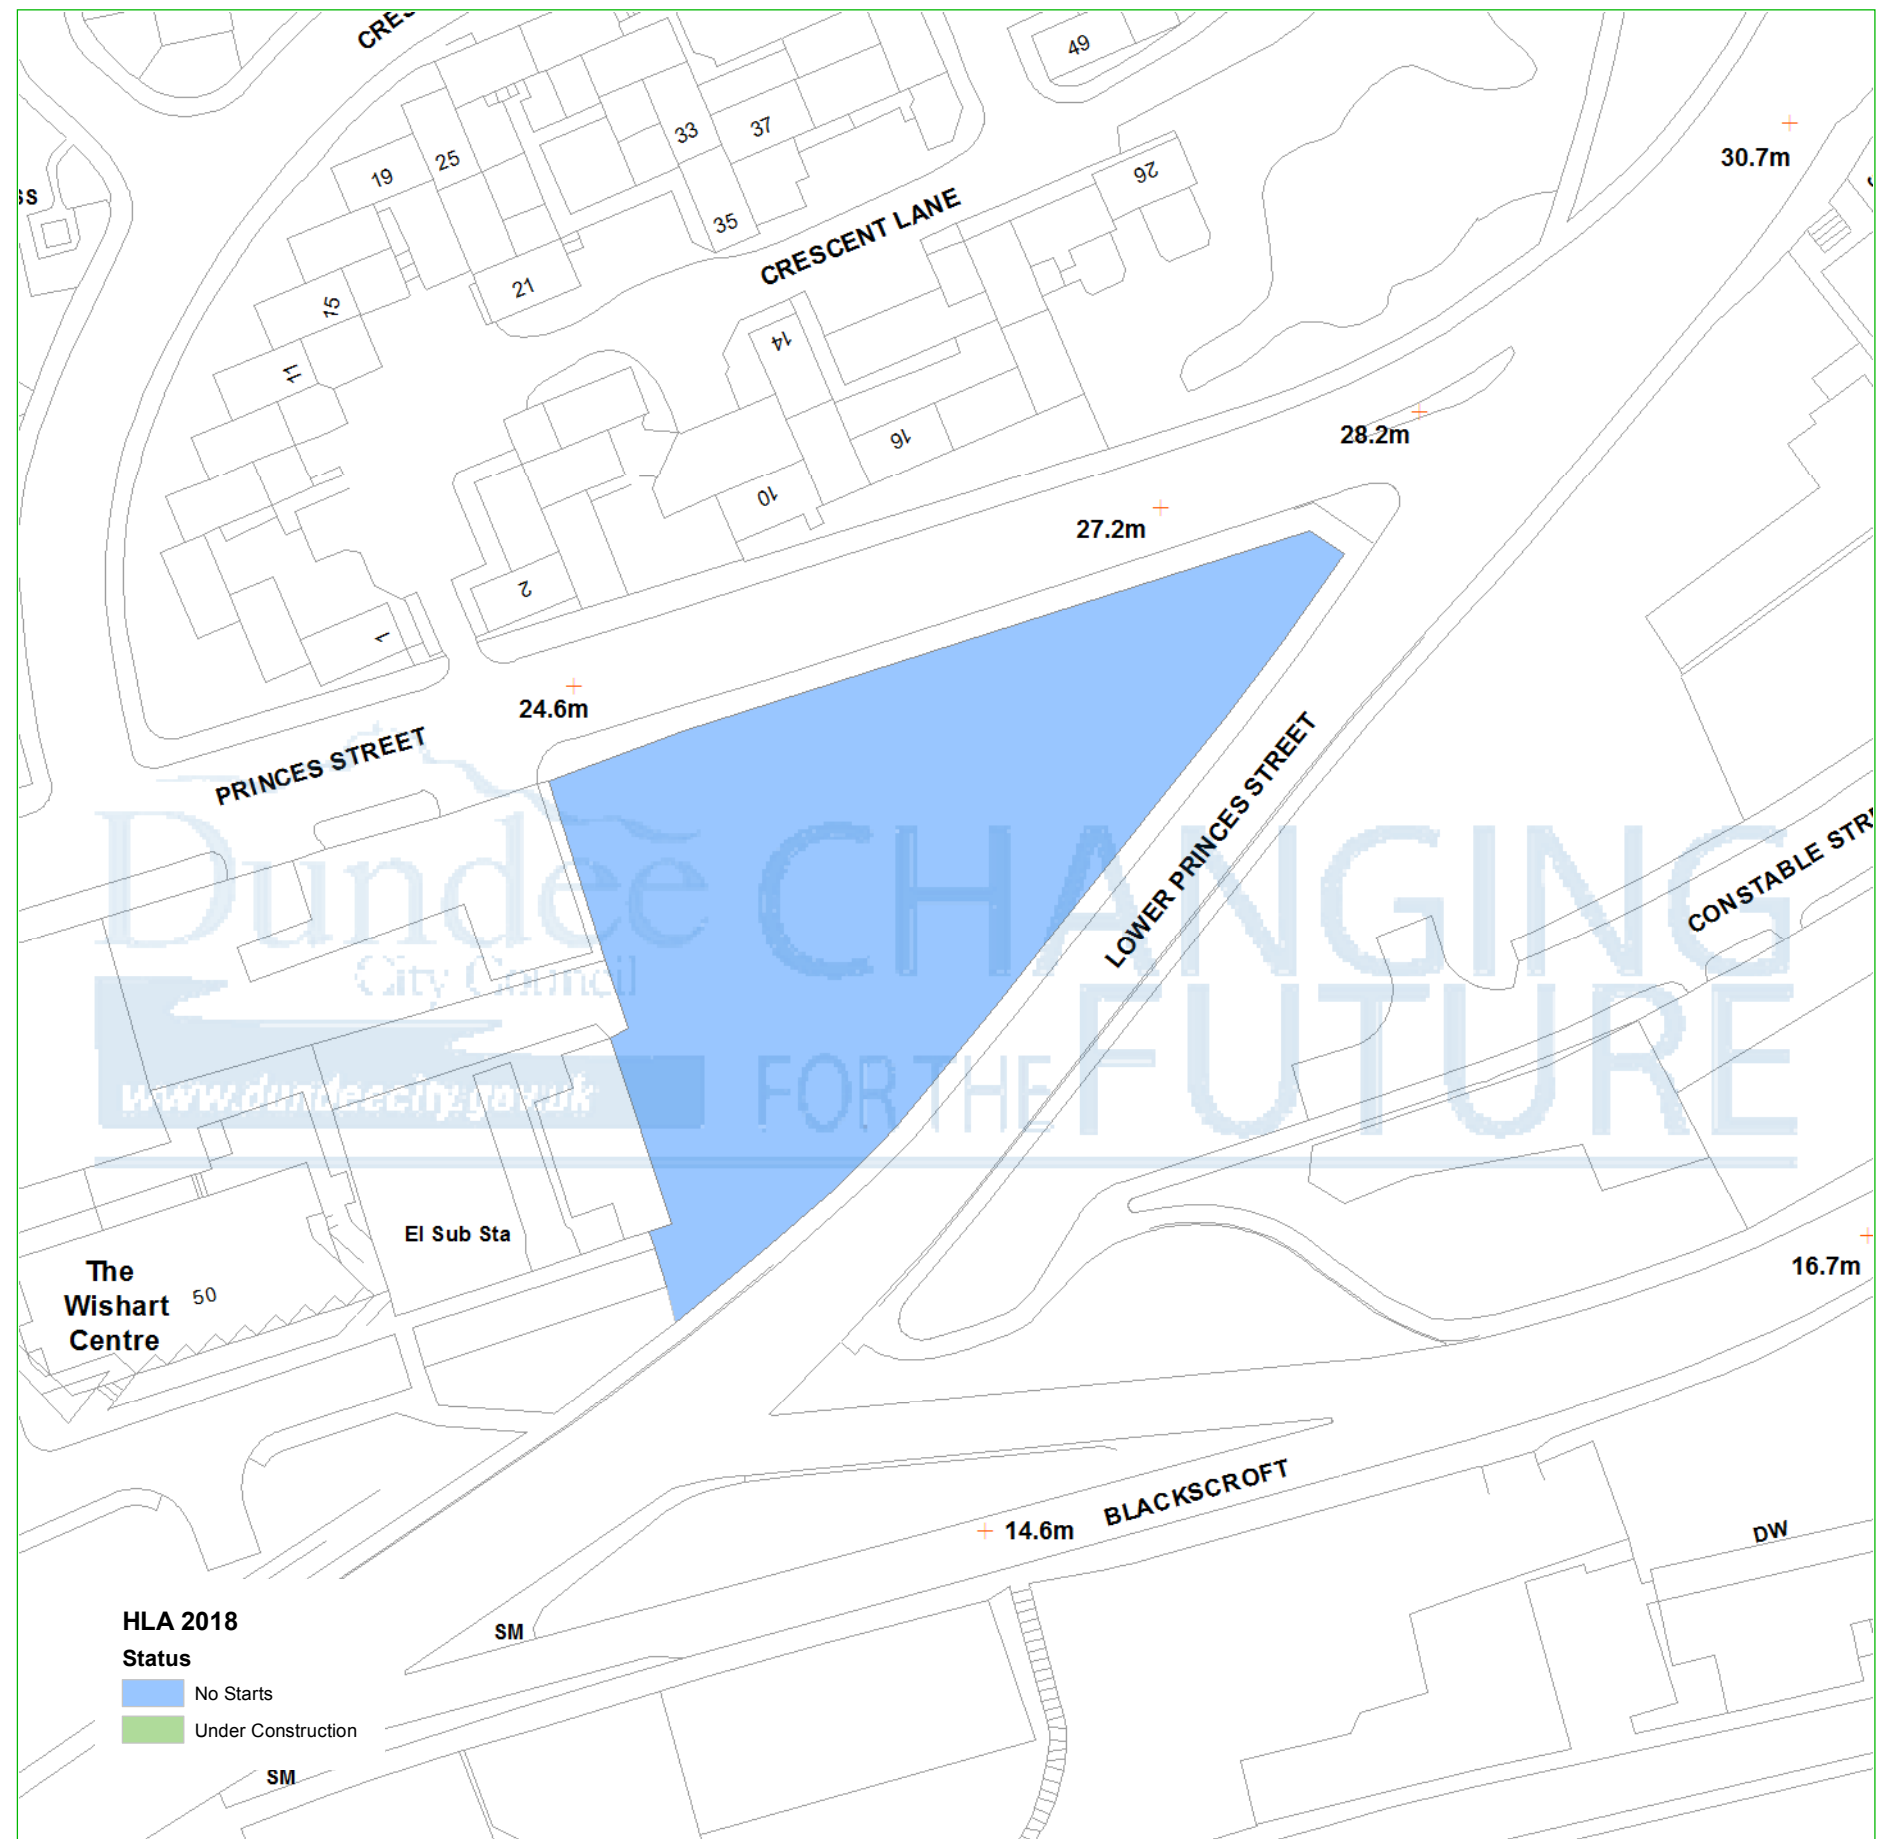 49
33
37
25
19
26
35
CRESCENT LANE
21
15
14
11
16
10
2
1
30.7m
28.2m
27.2m
24.6m
PRINCES STREET
LOWER PRINCES STREET
Dundee
City Council
www.dundeecity.gov.uk
CHANGING
FOR THE FUTURE
El Sub Sta
The
Wishart
Centre
50
16.7m
BLACKSCROFT
14.6m
DW
SM
HLA 2018
Status
No Starts
Under Construction
SM
CONSTABLE